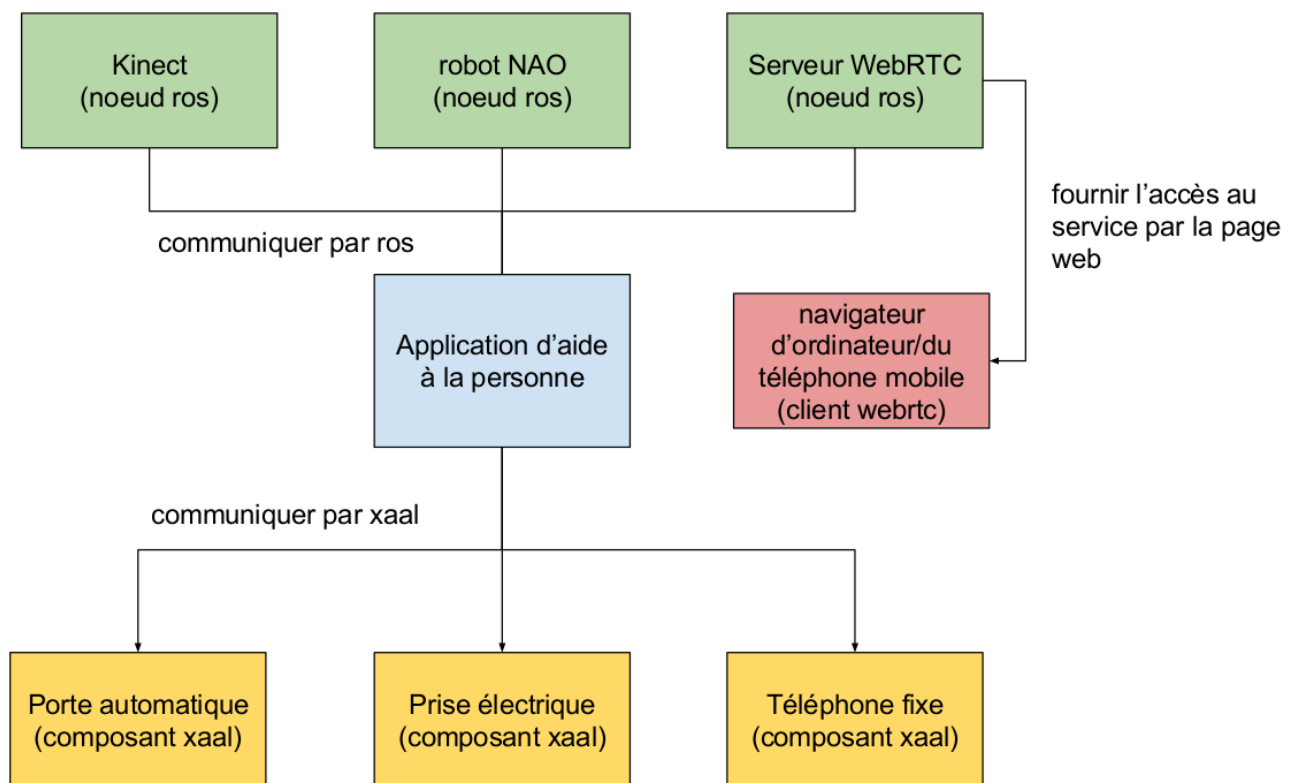 Kinect
(noeud ros)
robot NAO
(noeud ros)
Serveur WebRTC
(noeud ros)
fournir l’accès au
service par la page
web
communiquer par ros
Application d’aide
à la personne
navigateur
d’ordinateur/du
téléphone mobile
(client webrtc)
communiquer par xaal
Porte automatique
(composant xaal)
Prise électrique
(composant xaal)
Téléphone fixe
(composant xaal)